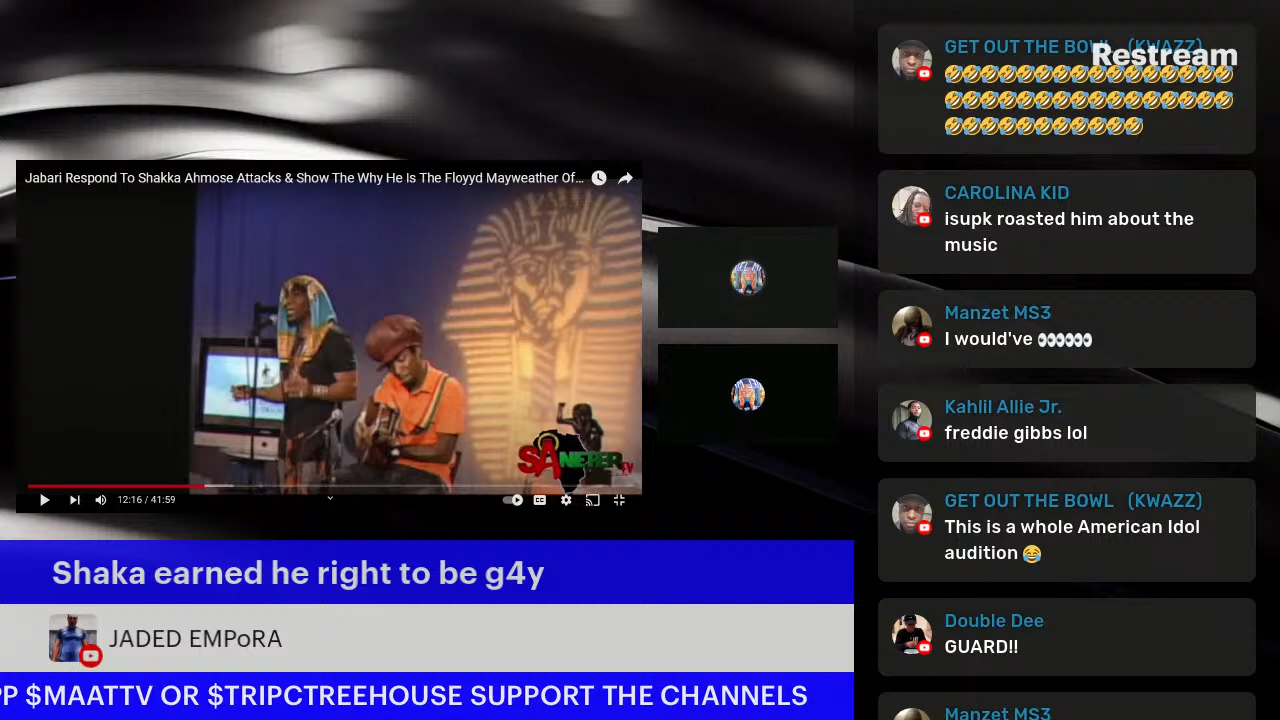 GET OUT THE BOWL (KWAZZ)
Restream
🤣🤣🤣🤣🤣🤣🤣🤣🤣🤣🤣🤣🤣🤣🤣🤣
🤣🤣🤣🤣🤣🤣🤣🤣🤣🤣🤣🤣🤣🤣🤣🤣
🤣🤣🤣🤣🤣🤣🤣🤣🤣🤣🤣
CAROLINA KID
isupk roasted him about the
music
Manzet MS3
I would've 👀👀👀👀👀👀
Kahlil Allie Jr.
freddie gibbs lol
GET OUT THE BOWL (KWAZZ)
This is a whole American Idol
audition 😂
Double Dee
GUARD!!
Manzet MS3
Jabari Respond To Shakka Ahmose Attacks & Show The Why He Is The Floyyd Mayweather Of...
SANETER TV
12:16 / 41:59
CC
Shaka earned he right to be g4y
JADED EMPoRA
PP $MAATTV OR $TRIPCTREEHOUSE SUPPORT THE CHANNELS